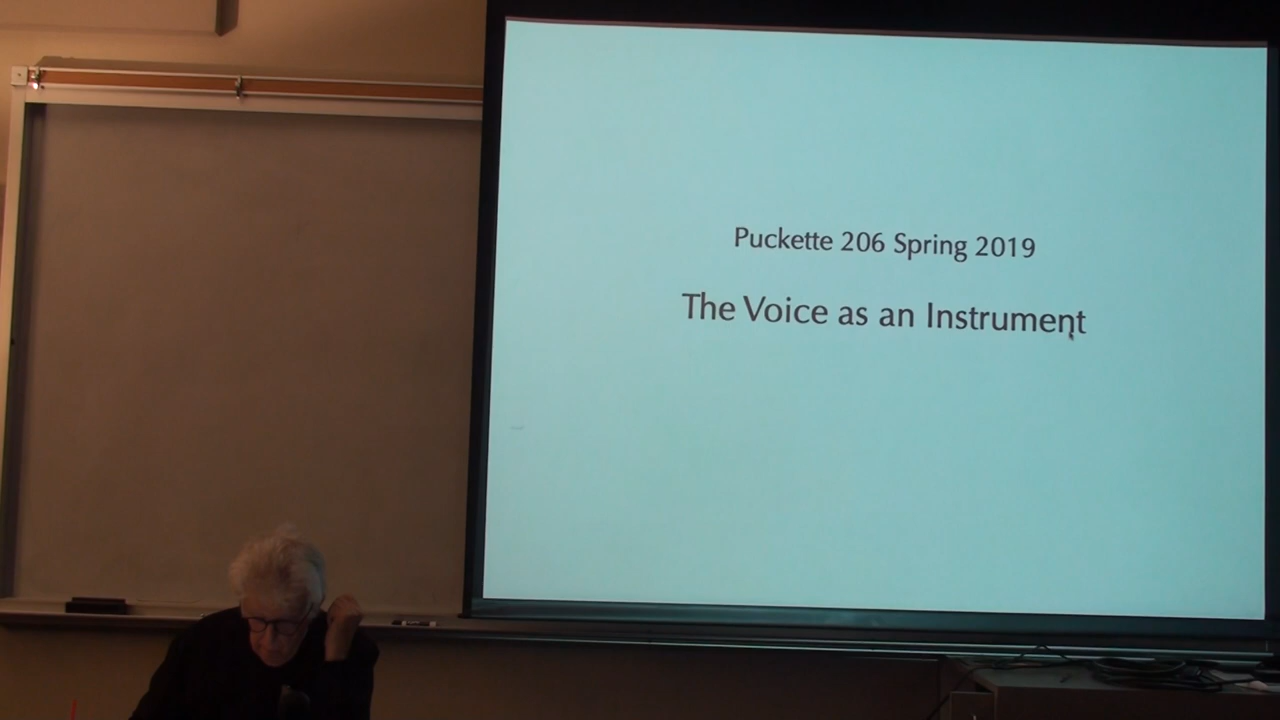 Puckette 206 Spring 2019
The Voice as an Instrument